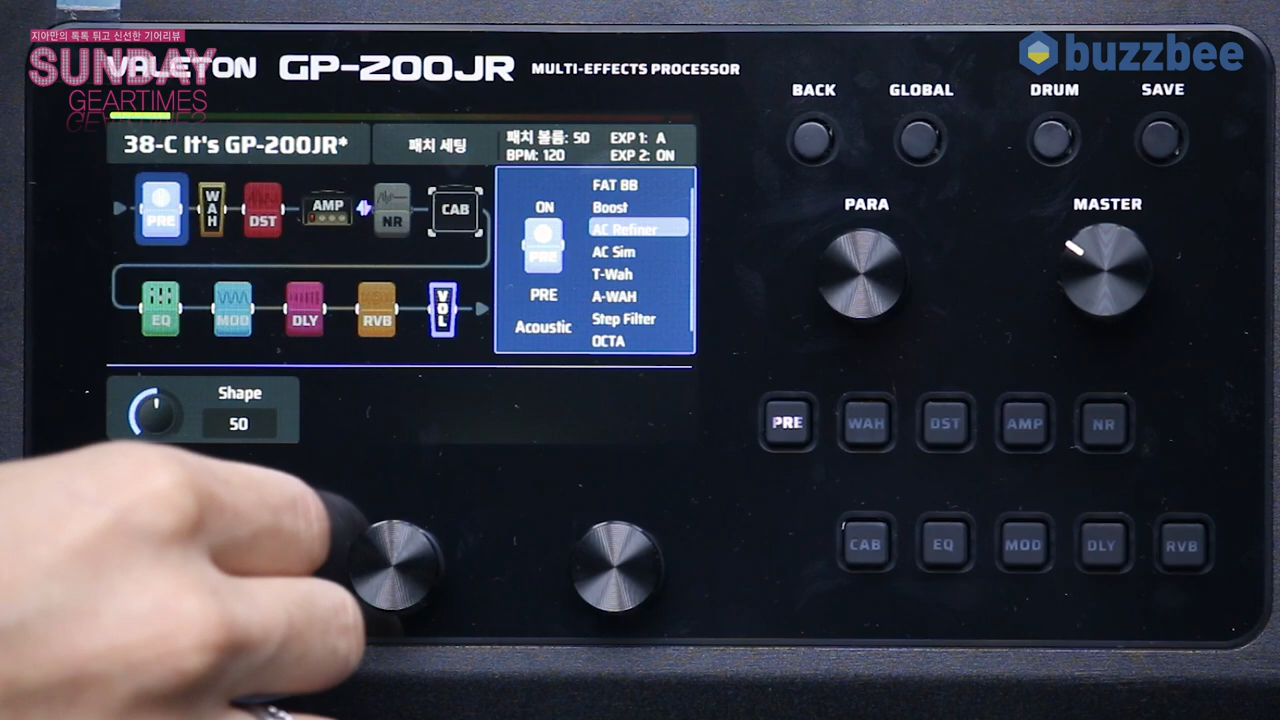 지아만의 톡톡 튀고 신선한 기어리뷰
SUNDAY
GEARTIMES
buzzbee
VALETON GP-200JR MULTI-EFFECTS PROCESSOR
BACK GLOBAL DRUM SAVE
38-C It's GP-200JR* 패치 세팅 패치 볼륨: 50 EXP 1: A
BPM: 120 EXP 2: ON
PRE WAH DST AMP NR CAB
EQ MOD DLY RVB VOL
ON
PRE
PRE
Acoustic
FAT BB
Boost
AC Refiner
AC Sim
T-Wah
A-WAH
Step Filter
OCTA
Shape
50
PARA MASTER
PRE WAH DST AMP NR
CAB EQ MOD DLY RVB